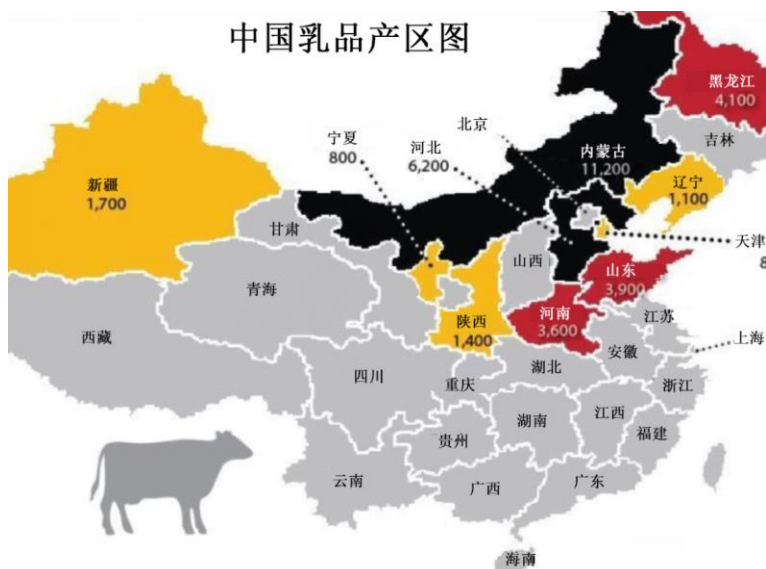 中国乳品产区图
黑龙江
4,100
吉林
北京
宁夏
800
河北
6,200
内蒙古
11,200
辽宁
1,100
新疆
1,700
甘肃
天津
8
山西
山东
3,900
青海
河南
3,600
陕西
1,400
江苏
西藏
安徽
上海
湖北
四川
重庆
浙江
湖南
江西
贵州
福建
云南
广西
广东
海南